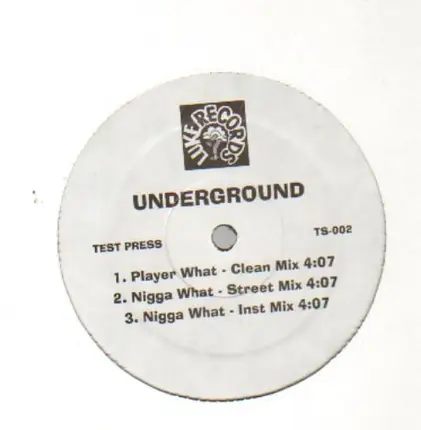 LUKE RECORDS
UNDERGROUND
TEST PRESS
TS-002
1. Player What - Clean Mix 4:07
2. Nigga What - Street Mix 4:07
3. Nigga What - Inst Mix 4:07